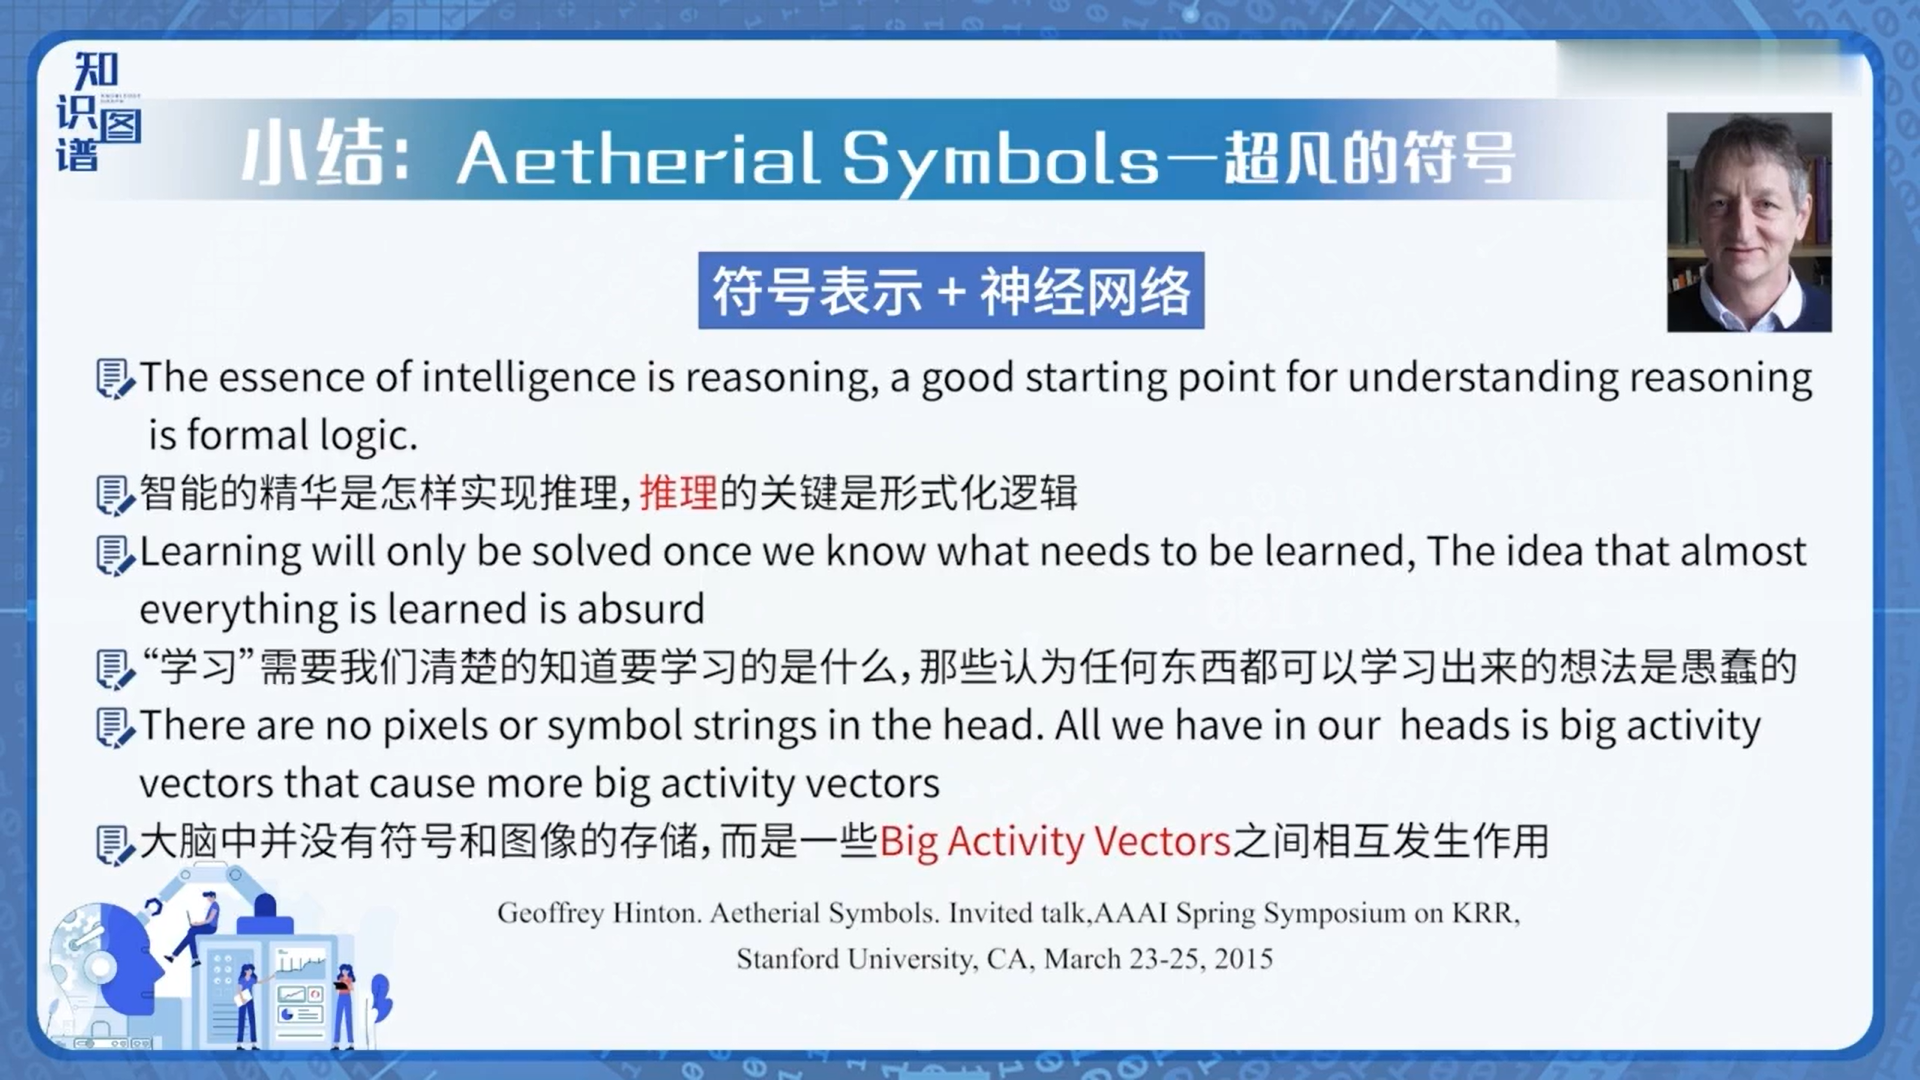 知识图谱
KNOWLEDGE GRAPH
小结：Aetherial Symbols—超凡的符号
符号表示 + 神经网络
The essence of intelligence is reasoning, a good starting point for understanding reasoning
is formal logic.
智能的精华是怎样实现推理，推理的关键是形式化逻辑
Learning will only be solved once we know what needs to be learned, The idea that almost
everything is learned is absurd
“学习”需要我们清楚的知道要学习的是什么，那些认为任何东西都可以学习出来的想法是愚蠢的
There are no pixels or symbol strings in the head. All we have in our heads is big activity
vectors that cause more big activity vectors
大脑中并没有符号和图像的存储，而是一些Big Activity Vectors之间相互发生作用
Geoffrey Hinton. Aetherial Symbols. Invited talk,AAAI Spring Symposium on KRR,
Stanford University, CA, March 23-25, 2015